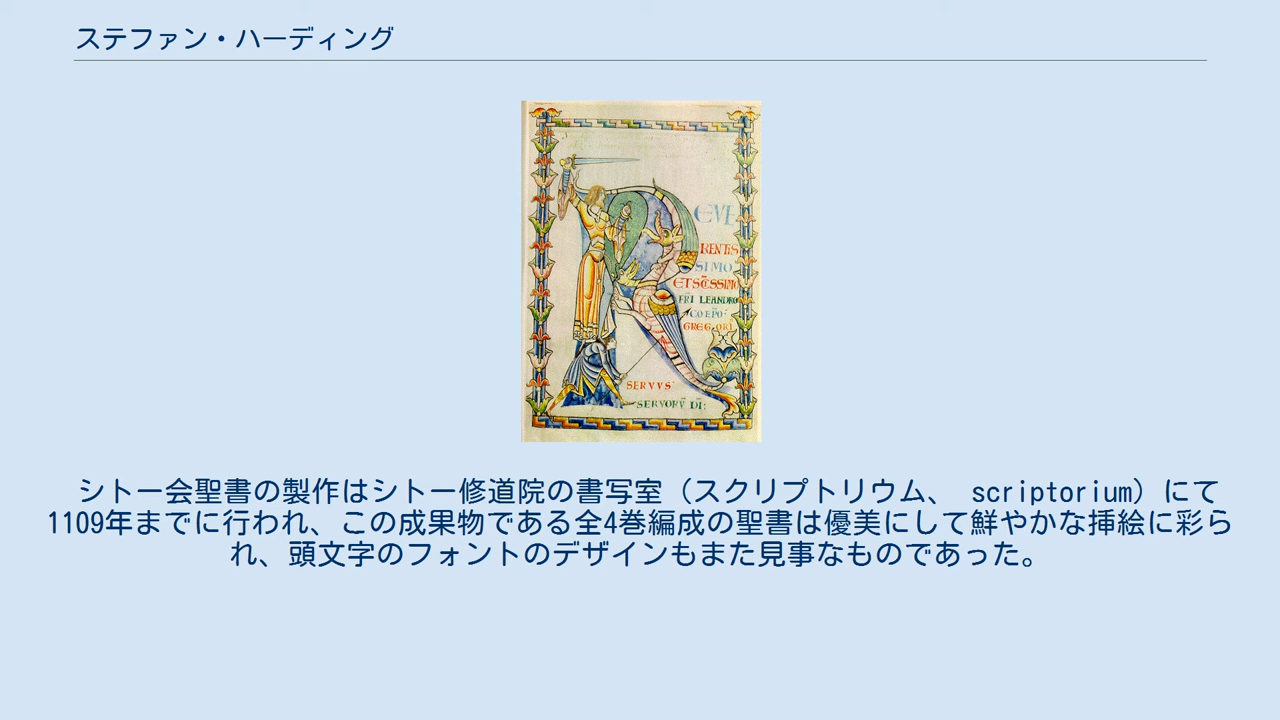 ステファン・ハーディング
EVE
RENTIS
SIMO
ETSCISSIMO
FRI LEANDRO
COEPO
GREGORI
SERVVS
SERVORV DI:
シトー会聖書の製作はシトー修道院の書写室（スクリプトリウム、 scriptorium）にて
1109年までに行われ、この成果物である全4巻編成の聖書は優美にして鮮やかな挿絵に彩ら
れ、頭文字のフォントのデザインもまた見事なものであった。